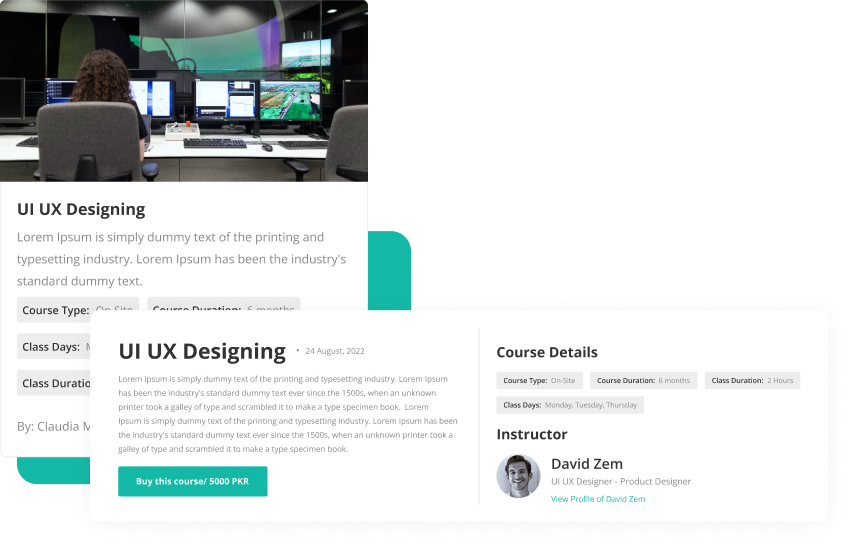 UI UX Designing
Lorem Ipsum is simply dummy text of the printing and
typesetting industry. Lorem Ipsum has been the industry's
standard dummy text.
Course Type: On-Site
Course Duration: 6 months
Class Days:
Class Duratio
By: Claudia M
UI UX Designing
• 24 August, 2022
Lorem Ipsum is simply dummy text of the printing and typesetting industry. Lorem Ipsum
has been the industry's standard dummy text ever since the 1500s, when an unknown
printer took a galley of type and scrambled it to make a type specimen book.  Lorem
Ipsum is simply dummy text of the printing and typesetting industry. Lorem Ipsum has been
the industry's standard dummy text ever since the 1500s, when an unknown printer took a
galley of type and scrambled it to make a type specimen book.
Buy this course/ 5000 PKR
Course Details
Course Type: On-Site
Course Duration: 6 months
Class Duration: 2 Hours
Class Days: Monday, Tuesday, Thursday
Instructor
David Zem
UI UX Designer - Product Designer
View Profile of David Zem